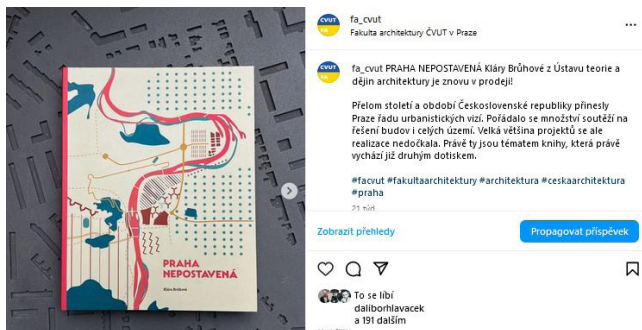 PRAHA
NEPOSTAVENÁ
Klára Brůhová
CVUT
FA
fa_cvut
Fakulta architektury ČVUT v Praze
CVUT
FA
fa_cvut PRAHA NEPOSTAVENÁ Kláry Brůhové z Ústavu teorie a
dějin architektury je znovu v prodeji!
Přelom století a období Československé republiky přinesly
Praze řadu urbanistických vizí. Pořádalo se množství soutěží na
řešení budov i celých území. Velká většina projektů se ale
realizace nedočkala. Právě ty jsou tématem knihy, která právě
vychází již druhým dotiskem.
#facvut #fakultaarchitektury #architektura #ceskaarchitektura
#praha
21 týd.
Zobrazit přehledy
Propagovat příspěvek
To se líbí
daliborhlavacek
a 191 dalším